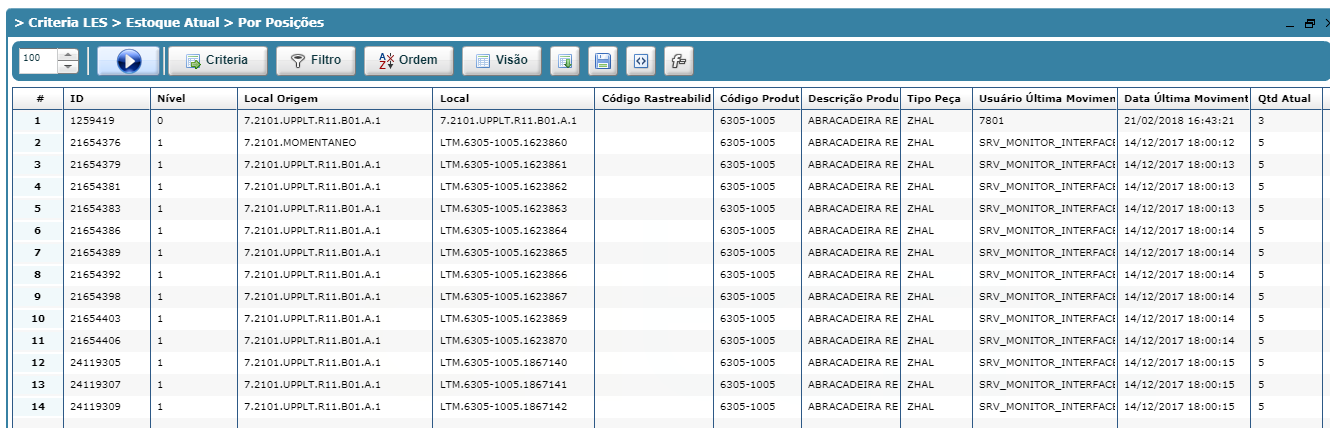 > Criteria LES > Estoque Atual > Por Posições
100 Criteria Filtro Ordem Visão
# ID Nível Local Origem Local Código Rastreabilid Código Produt Descrição Produ Tipo Peça Usuário Última Movimen Data Última Moviment Qtd Atual
1 1259419 0 7.2101.UPPLT.R11.B01.A.1 7.2101.UPPLT.R11.B01.A.1 6305-1005 ABRACADEIRA RE ZHAL 7801 21/02/2018 16:43:21 3
2 21654376 1 7.2101.MOMENTANEO LTM.6305-1005.1623860 6305-1005 ABRACADEIRA RE ZHAL SRV_MONITOR_INTERFACE 14/12/2017 18:00:12 5
3 21654379 1 7.2101.UPPLT.R11.B01.A.1 LTM.6305-1005.1623861 6305-1005 ABRACADEIRA RE ZHAL SRV_MONITOR_INTERFACE 14/12/2017 18:00:13 5
4 21654381 1 7.2101.UPPLT.R11.B01.A.1 LTM.6305-1005.1623862 6305-1005 ABRACADEIRA RE ZHAL SRV_MONITOR_INTERFACE 14/12/2017 18:00:13 5
5 21654383 1 7.2101.UPPLT.R11.B01.A.1 LTM.6305-1005.1623863 6305-1005 ABRACADEIRA RE ZHAL SRV_MONITOR_INTERFACE 14/12/2017 18:00:13 5
6 21654386 1 7.2101.UPPLT.R11.B01.A.1 LTM.6305-1005.1623864 6305-1005 ABRACADEIRA RE ZHAL SRV_MONITOR_INTERFACE 14/12/2017 18:00:14 5
7 21654389 1 7.2101.UPPLT.R11.B01.A.1 LTM.6305-1005.1623865 6305-1005 ABRACADEIRA RE ZHAL SRV_MONITOR_INTERFACE 14/12/2017 18:00:14 5
8 21654392 1 7.2101.UPPLT.R11.B01.A.1 LTM.6305-1005.1623866 6305-1005 ABRACADEIRA RE ZHAL SRV_MONITOR_INTERFACE 14/12/2017 18:00:14 5
9 21654398 1 7.2101.UPPLT.R11.B01.A.1 LTM.6305-1005.1623867 6305-1005 ABRACADEIRA RE ZHAL SRV_MONITOR_INTERFACE 14/12/2017 18:00:14 5
10 21654403 1 7.2101.UPPLT.R11.B01.A.1 LTM.6305-1005.1623869 6305-1005 ABRACADEIRA RE ZHAL SRV_MONITOR_INTERFACE 14/12/2017 18:00:14 5
11 21654406 1 7.2101.UPPLT.R11.B01.A.1 LTM.6305-1005.1623870 6305-1005 ABRACADEIRA RE ZHAL SRV_MONITOR_INTERFACE 14/12/2017 18:00:14 5
12 24119305 1 7.2101.UPPLT.R11.B01.A.1 LTM.6305-1005.1867140 6305-1005 ABRACADEIRA RE ZHAL SRV_MONITOR_INTERFACE 14/12/2017 18:00:15 5
13 24119307 1 7.2101.UPPLT.R11.B01.A.1 LTM.6305-1005.1867141 6305-1005 ABRACADEIRA RE ZHAL SRV_MONITOR_INTERFACE 14/12/2017 18:00:15 5
14 24119309 1 7.2101.UPPLT.R11.B01.A.1 LTM.6305-1005.1867142 6305-1005 ABRACADEIRA RE ZHAL SRV_MONITOR_INTERFACE 14/12/2017 18:00:15 5